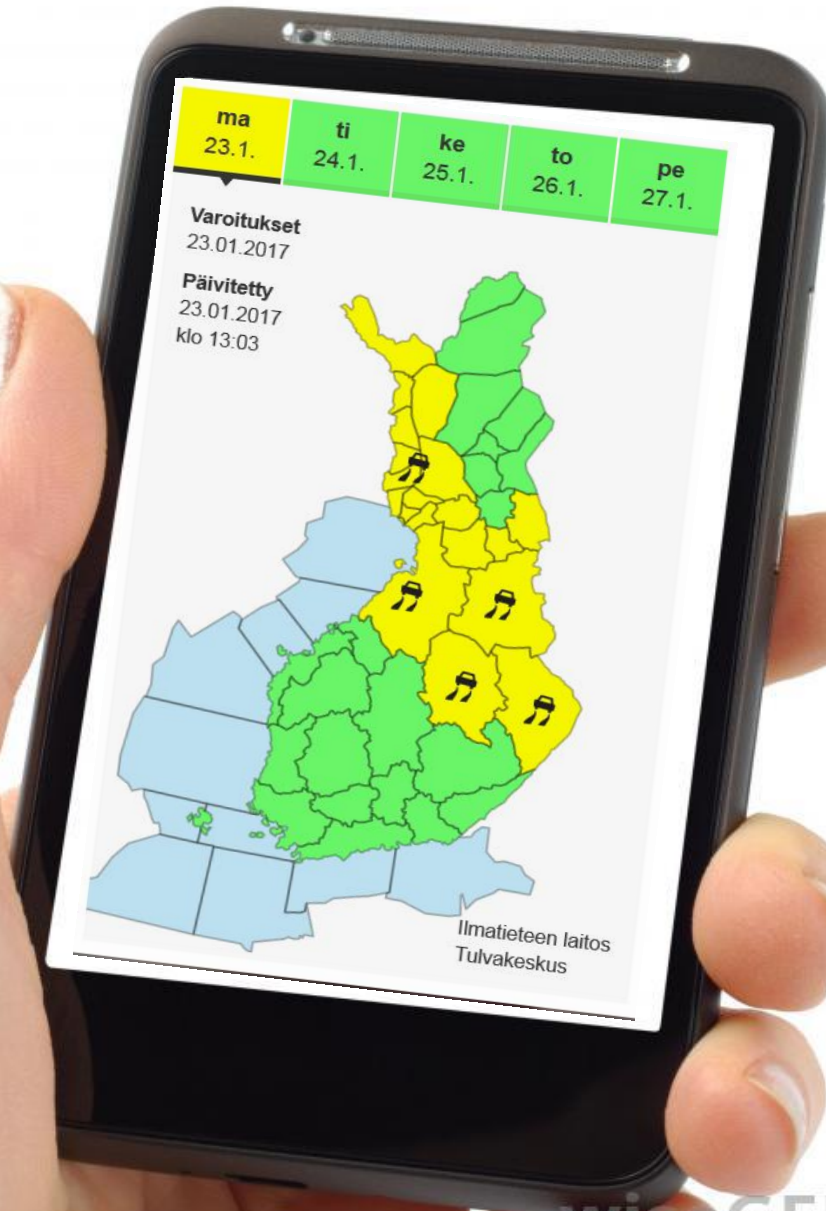 ma
23.1.
ti
24.1.
ke
25.1.
to
26.1.
pe
27.1.
Varoitukset
23.01.2017
Päivitetty
23.01.2017
klo 13:03
Ilmatieteen laitos
Tulvakeskus